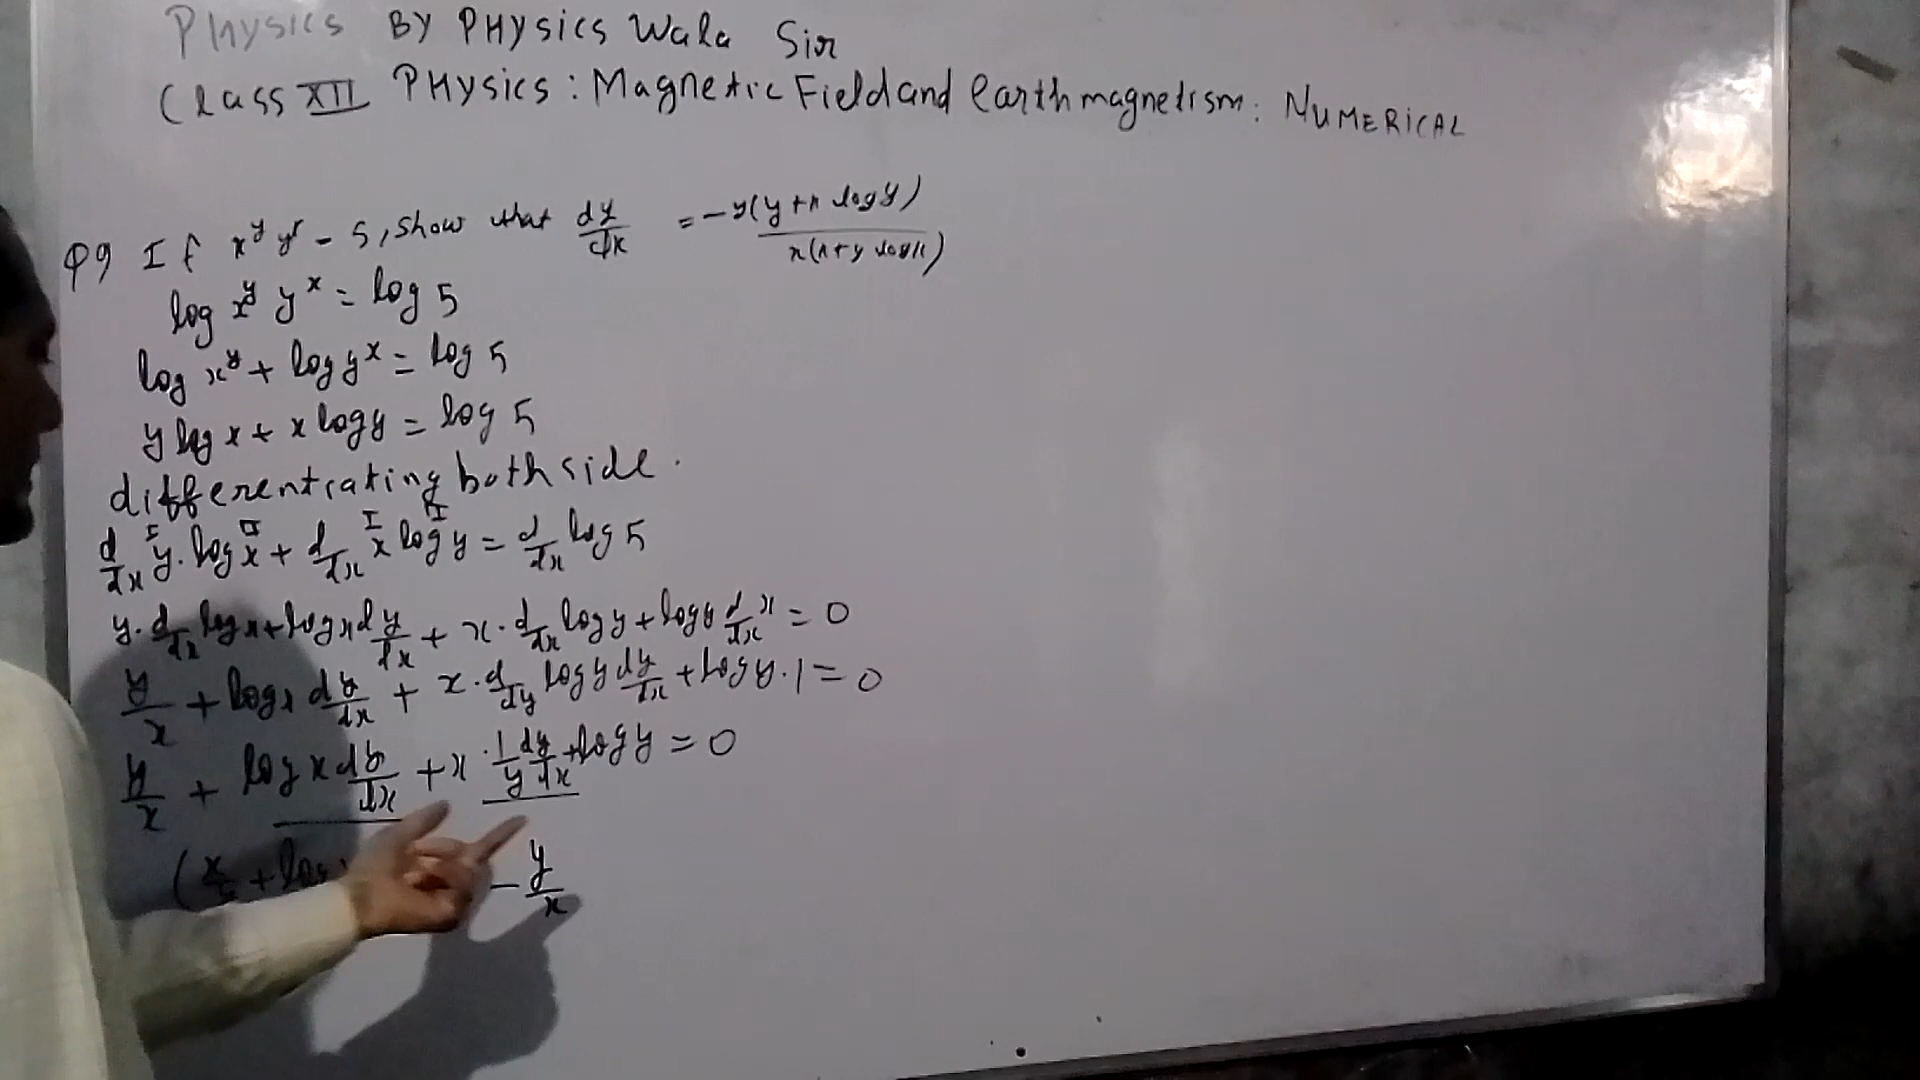 Physics BY PHysics Wala Sir
Class XII PHysics: Magnetic Field and earth magnetism: NUMERICAL
Q9 If x^y y^x - 5, show that dy/dx = -y(y+x log y)/x(x+y log x)
log x^y y^x = log 5
log x^y + log y^x = log 5
y log x + x log y = log 5
differentiating both side.
d/dx y^I . log x^II + d/dx x^I log y^II = d/dx log 5
y. d/dx log x + log x dy/dx + x. d/dx log y + log y d/dx x = 0
y/x + log x dy/dx + x. d/dy log y dy/dx + log y. 1 = 0
y/x + log x dy/dx + x . 1/y dy/dx + log y = 0
(x/y + log - y/x